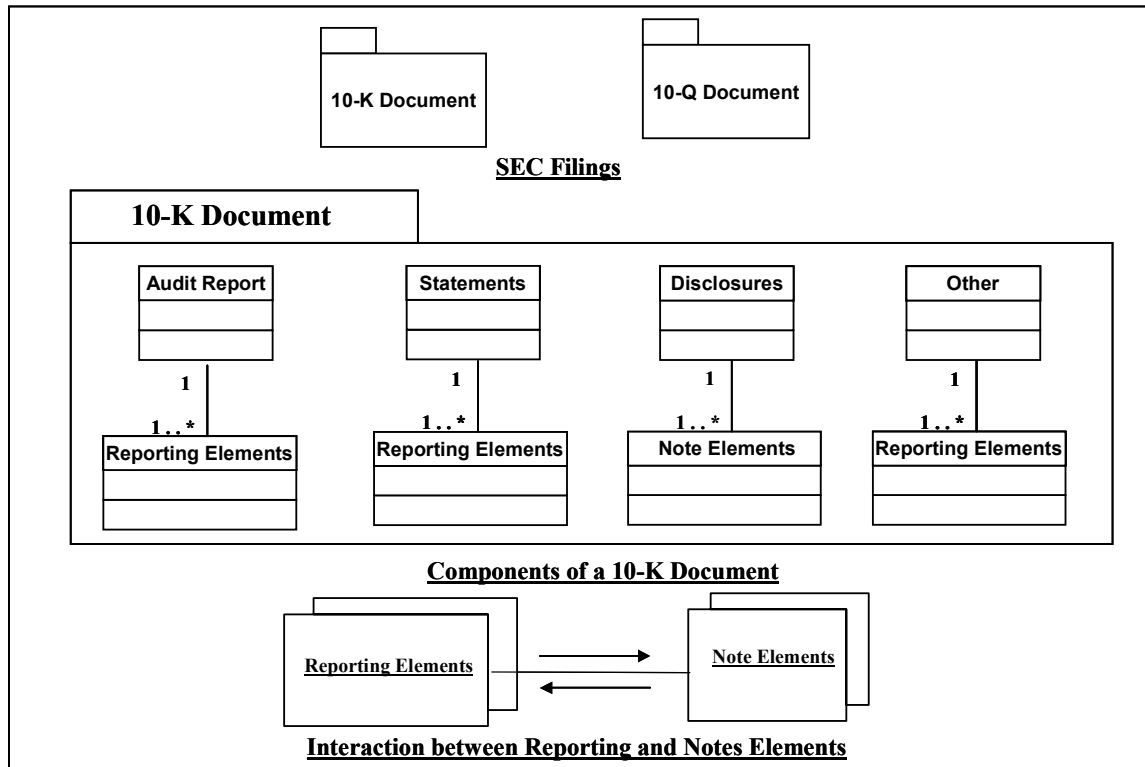 10-K Document
10-Q Document
SEC Filings
10-K Document
Audit Report
Statements
Disclosures
Other
1
1
1
1
1..*
1..*
1..*
1..*
Reporting Elements
Reporting Elements
Note Elements
Reporting Elements
Components of a 10-K Document
Reporting Elements
Note Elements
Interaction between Reporting and Notes Elements